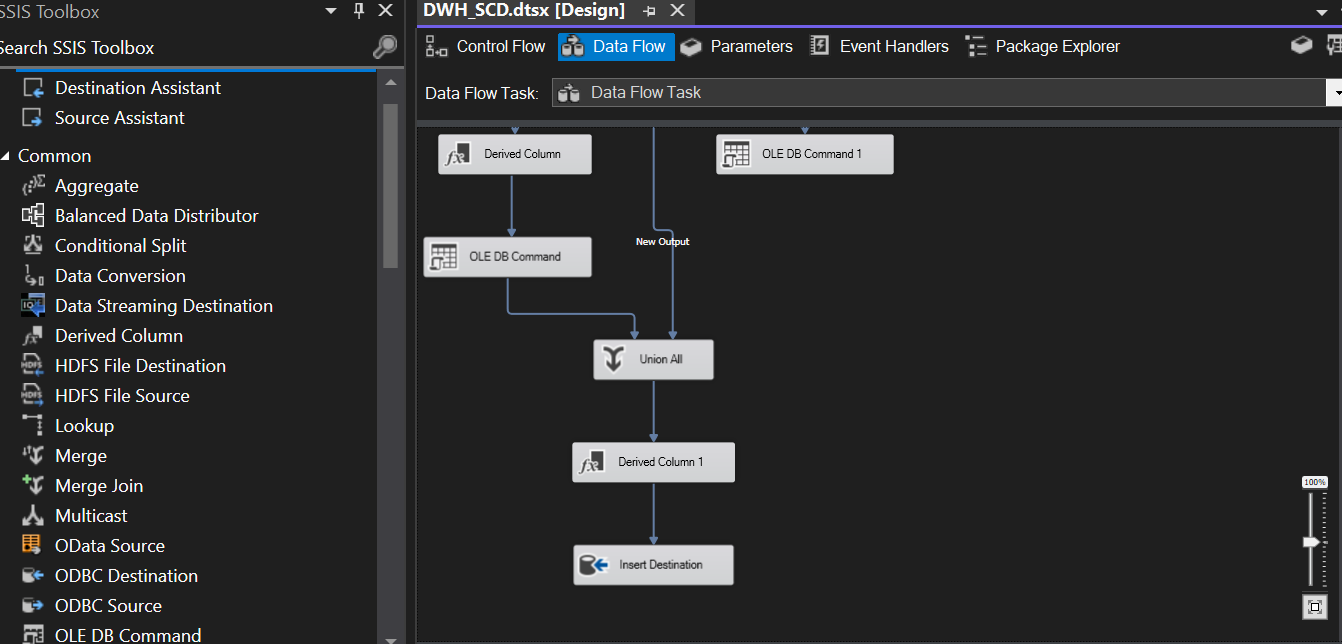 SSIS Toolbox
Search SSIS Toolbox
Destination Assistant
Source Assistant
Common
Aggregate
Balanced Data Distributor
Conditional Split
Data Conversion
Data Streaming Destination
Derived Column
HDFS File Destination
HDFS File Source
Lookup
Merge
Merge Join
Multicast
OData Source
ODBC Destination
ODBC Source
OLE DB Command
DWH_SCD.dtsx [Design]
Control Flow
Data Flow
Parameters
Event Handlers
Package Explorer
Data Flow Task:
Data Flow Task
Derived Column
OLE DB Command 1
New Output
OLE DB Command
Union All
Derived Column 1
Insert Destination
100%